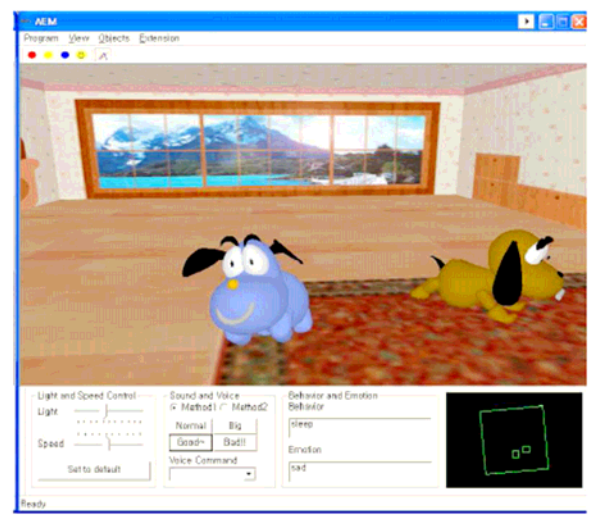 AEM
Program View Objects Extension
Light and Speed Control
Light
Speed
Set to default
Sound and Voice
Method1 Method2
Normal Big
Good~ Bad!!
Voice Command
Behavior and Emotion
Behavior
sleep
Emotion
sad
Ready